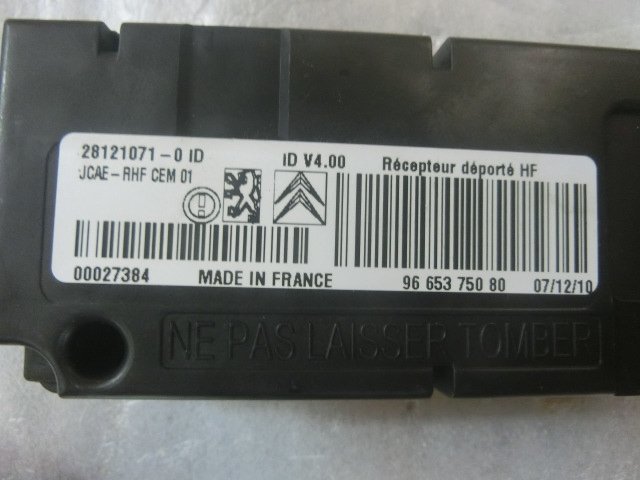 28121071-0 ID
iD V4.00
Récepteur déporté HF
JCAE-RHF CEM 01
00027384
MADE IN FRANCE
96 653 750 80
07/12/10
NE PAS LAISSER TOMBER